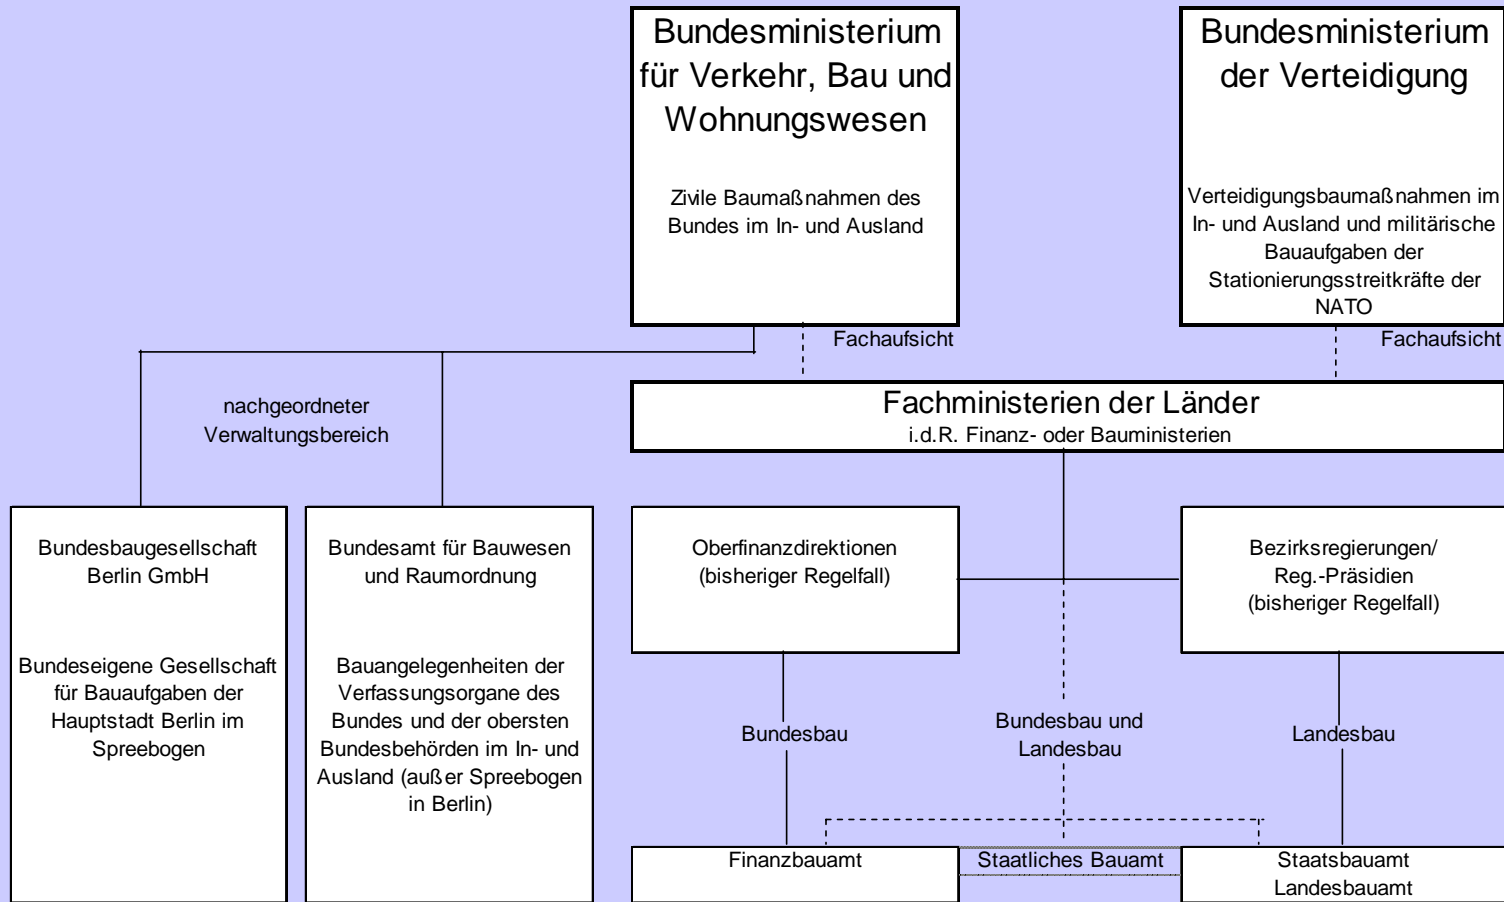 Bundesministerium
für Verkehr, Bau und
Wohnungswesen
Zivile Baumaßnahmen des
Bundes im In- und Ausland
Bundesministerium
der Verteidigung
Verteidigungsbaumaßnahmen im
In- und Ausland und militärische
Bauaufgaben der
Stationierungsstreitkräfte der
NATO
Fachaufsicht
Fachaufsicht
nachgeordneter
Verwaltungsbereich
Fachministerien der Länder
i.d.R. Finanz- oder Bauministerien
Bundesbaugesellschaft
Berlin GmbH
Bundeseigene Gesellschaft
für Bauaufgaben der
Hauptstadt Berlin im
Spreebogen
Bundesamt für Bauwesen
und Raumordnung
Bauangelegenheiten der
Verfassungsorgane des
Bundes und der obersten
Bundesbehörden im In- und
Ausland (außer Spreebogen
in Berlin)
Oberfinanzdirektionen
(bisheriger Regelfall)
Bezirksregierungen/
Reg.-Präsidien
(bisheriger Regelfall)
Bundesbau
Bundesbau und
Landesbau
Landesbau
Finanzbauamt
Staatliches Bauamt
Staatsbauamt
Landesbauamt